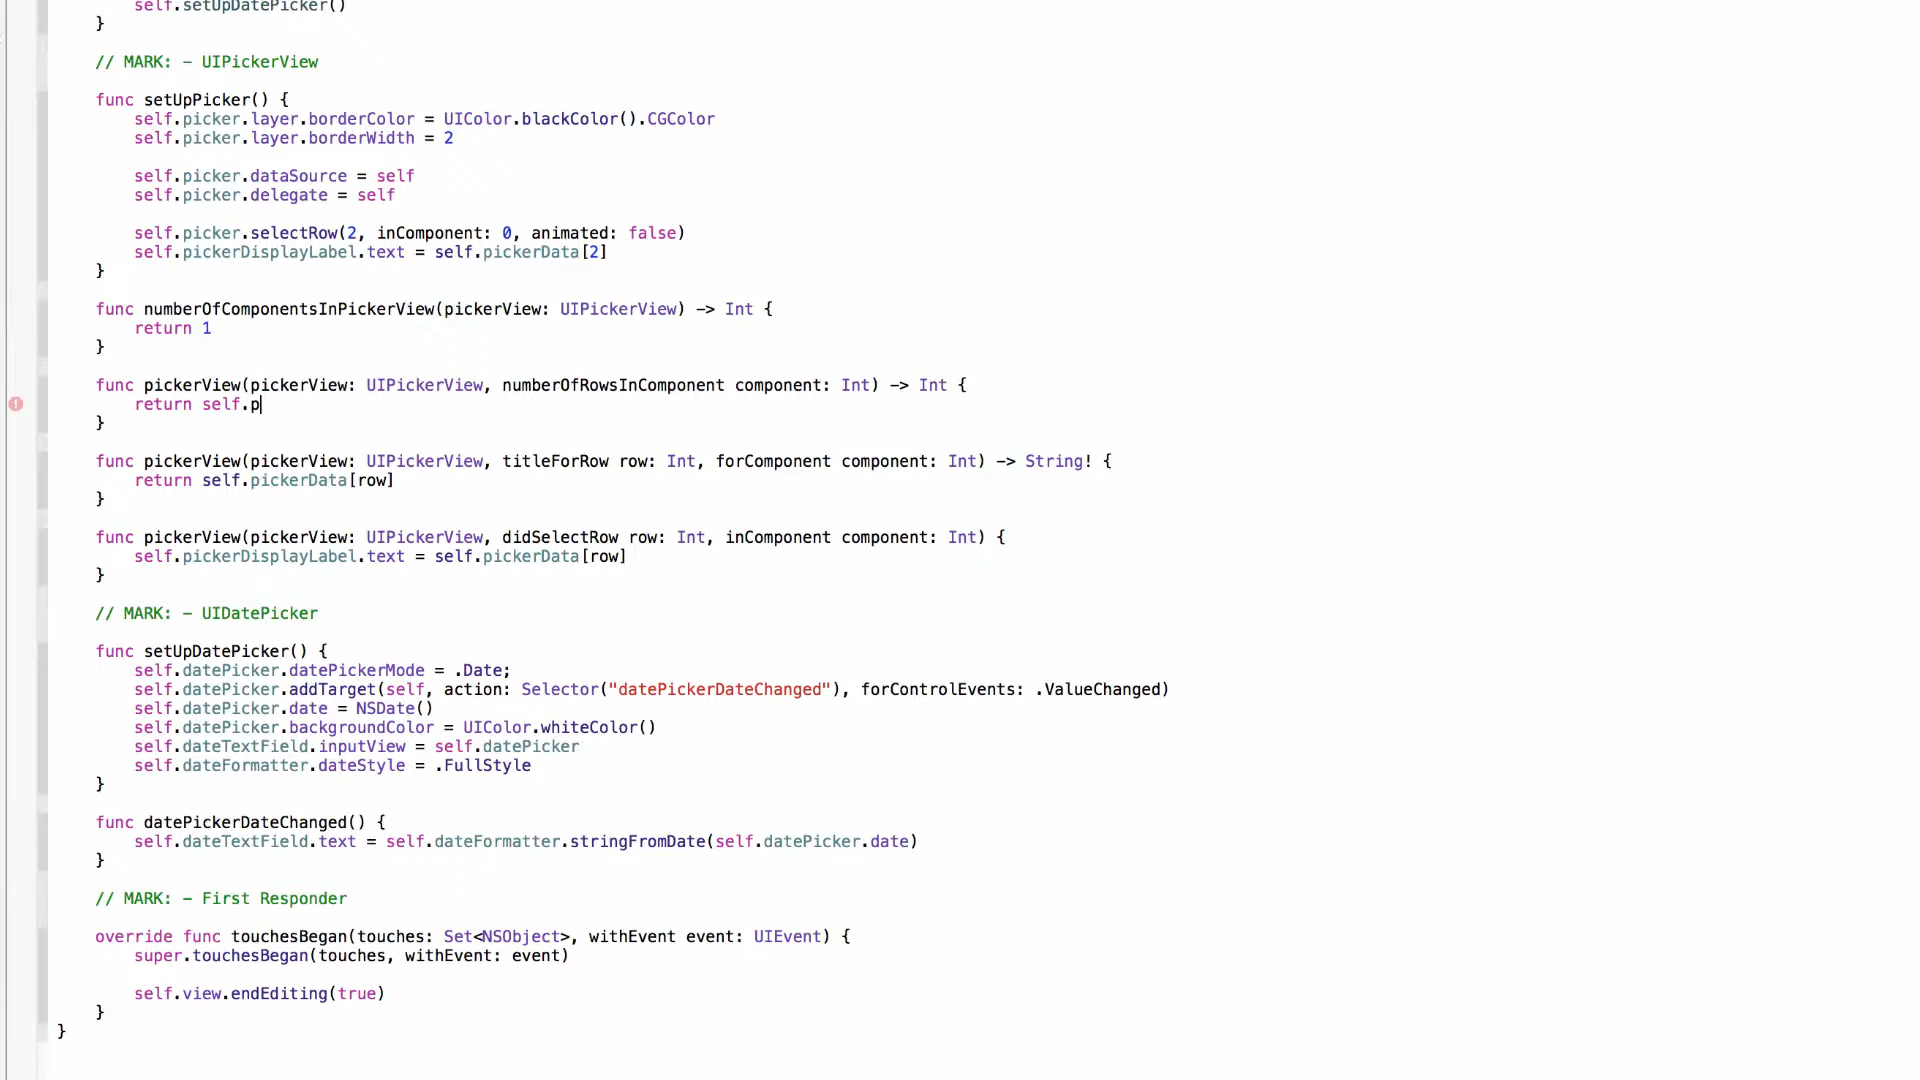 self.setUpDatePicker()
}
// MARK: - UIPickerView
func setUpPicker() {
self.picker.layer.borderColor = UIColor.blackColor().CGColor
self.picker.layer.borderWidth = 2
self.picker.dataSource = self
self.picker.delegate = self
self.picker.selectRow(2, inComponent: 0, animated: false)
self.pickerDisplayLabel.text = self.pickerData[2]
}
func numberOfComponentsInPickerView(pickerView: UIPickerView) -> Int {
return 1
}
func pickerView(pickerView: UIPickerView, numberOfRowsInComponent component: Int) -> Int {
return self.p
}
func pickerView(pickerView: UIPickerView, titleForRow row: Int, forComponent component: Int) -> String! {
return self.pickerData[row]
}
func pickerView(pickerView: UIPickerView, didSelectRow row: Int, inComponent component: Int) {
self.pickerDisplayLabel.text = self.pickerData[row]
}
// MARK: - UIDatePicker
func setUpDatePicker() {
self.datePicker.datePickerMode = .Date;
self.datePicker.addTarget(self, action: Selector("datePickerDateChanged"), forControlEvents: .ValueChanged)
self.datePicker.date = NSDate()
self.datePicker.backgroundColor = UIColor.whiteColor()
self.dateTextField.inputView = self.datePicker
self.dateFormatter.dateStyle = .FullStyle
}
func datePickerDateChanged() {
self.dateTextField.text = self.dateFormatter.stringFromDate(self.datePicker.date)
}
// MARK: - First Responder
override func touchesBegan(touches: Set<NSObject>, withEvent event: UIEvent) {
super.touchesBegan(touches, withEvent: event)
self.view.endEditing(true)
}
}